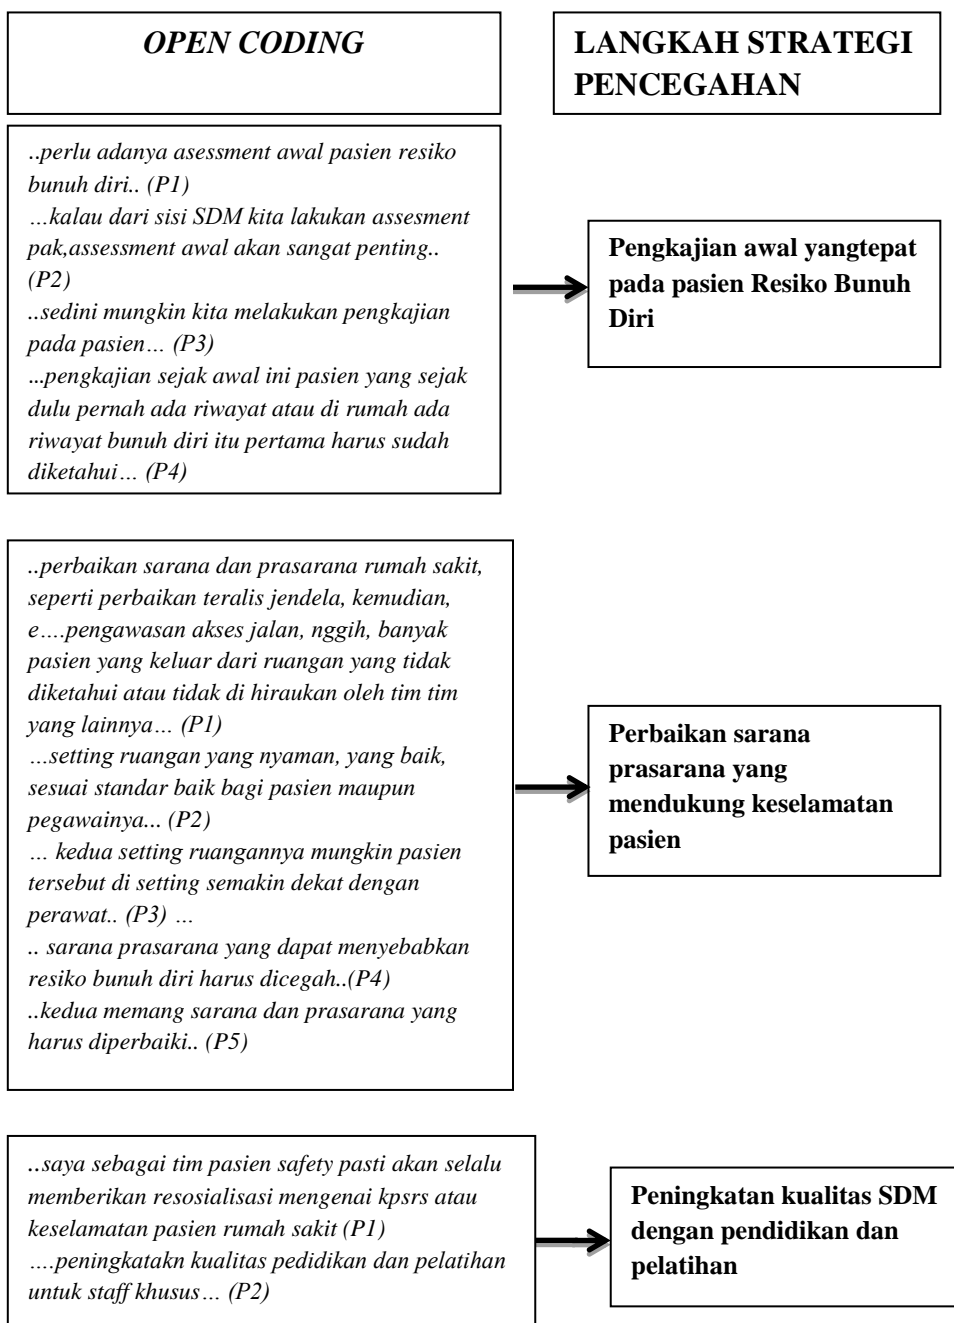 OPEN CODING
LANGKAH STRATEGI
PENCEGAHAN
..perlu adanya asessment awal pasien resiko
bunuh diri.. (P1)
…kalau dari sisi SDM kita lakukan assesment
pak,assessment awal akan sangat penting..
(P2)
..sedini mungkin kita melakukan pengkajian
pada pasien… (P3)
...pengkajian sejak awal ini pasien yang sejak
dulu pernah ada riwayat atau di rumah ada
riwayat bunuh diri itu pertama harus sudah
diketahui… (P4)
Pengkajian awal yangtepat
pada pasien Resiko Bunuh
Diri
..perbaikan sarana dan prasarana rumah sakit,
seperti perbaikan teralis jendela, kemudian,
e….pengawasan akses jalan, nggih, banyak
pasien yang keluar dari ruangan yang tidak
diketahui atau tidak di hiraukan oleh tim tim
yang lainnya… (P1)
…setting ruangan yang nyaman, yang baik,
sesuai standar baik bagi pasien maupun
pegawainya... (P2)
… kedua setting ruangannya mungkin pasien
tersebut di setting semakin dekat dengan
perawat.. (P3) …
.. sarana prasarana yang dapat menyebabkan
resiko bunuh diri harus dicegah..(P4)
..kedua memang sarana dan prasarana yang
harus diperbaiki.. (P5)
Perbaikan sarana
prasarana yang
mendukung keselamatan
pasien
..saya sebagai tim pasien safety pasti akan selalu
memberikan resosialisasi mengenai kpsrs atau
keselamatan pasien rumah sakit (P1)
….peningkatakn kualitas pedidikan dan pelatihan
untuk staff khusus… (P2)
Peningkatan kualitas SDM
dengan pendidikan dan
pelatihan